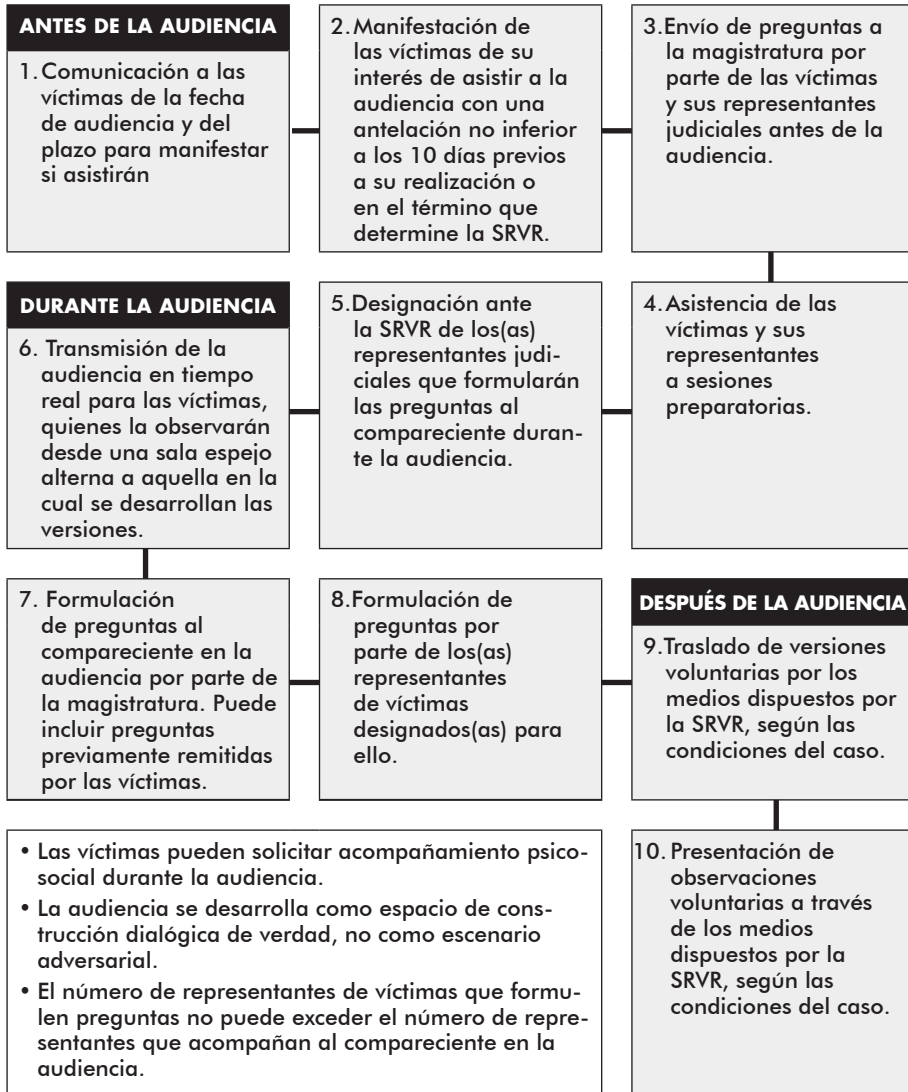 ANTES DE LA AUDIENCIA
1. Comunicación a las
víctimas de la fecha
de audiencia y del
plazo para manifestar
si asistirán
2. Manifestación de
las víctimas de su
interés de asistir a la
audiencia con una
antelación no inferior
a los 10 días previos
a su realización o
en el término que
determine la SRVR.
3.Envío de preguntas a
la magistratura por
parte de las víctimas
y sus representantes
judiciales antes de la
audiencia.
4. Asistencia de las
víctimas y sus
representantes
a sesiones
preparatorias.
5.Designación ante
la SRVR de los(as)
representantes judi-
ciales que formularán
las preguntas al
compareciente duran-
te la audiencia.
DURANTE LA AUDIENCIA
6. Transmisión de la
audiencia en tiempo
real para las víctimas,
quienes la observarán
desde una sala espejo
alterna a aquella en la
cual se desarrollan las
versiones.
7. Formulación
de preguntas al
compareciente en la
audiencia por parte de
la magistratura. Puede
incluir preguntas
previamente remitidas
por las víctimas.
8.Formulación de
preguntas por
parte de los(as)
representantes
de víctimas
designados(as) para
ello.
DESPUÉS DE LA AUDIENCIA
9.Traslado de versiones
voluntarias por los
medios dispuestos por
la SRVR, según las
condiciones del caso.
10. Presentación de
observaciones
voluntarias a través
de los medios
dispuestos por la
SRVR, según las
condiciones del caso.
• Las víctimas pueden solicitar acompañamiento psico-
social durante la audiencia.
• La audiencia se desarrolla como espacio de cons-
trucción dialógica de verdad, no como escenario
adversarial.
• El número de representantes de víctimas que formu-
len preguntas no puede exceder el número de repre-
sentantes que acompañan al compareciente en la
audiencia.